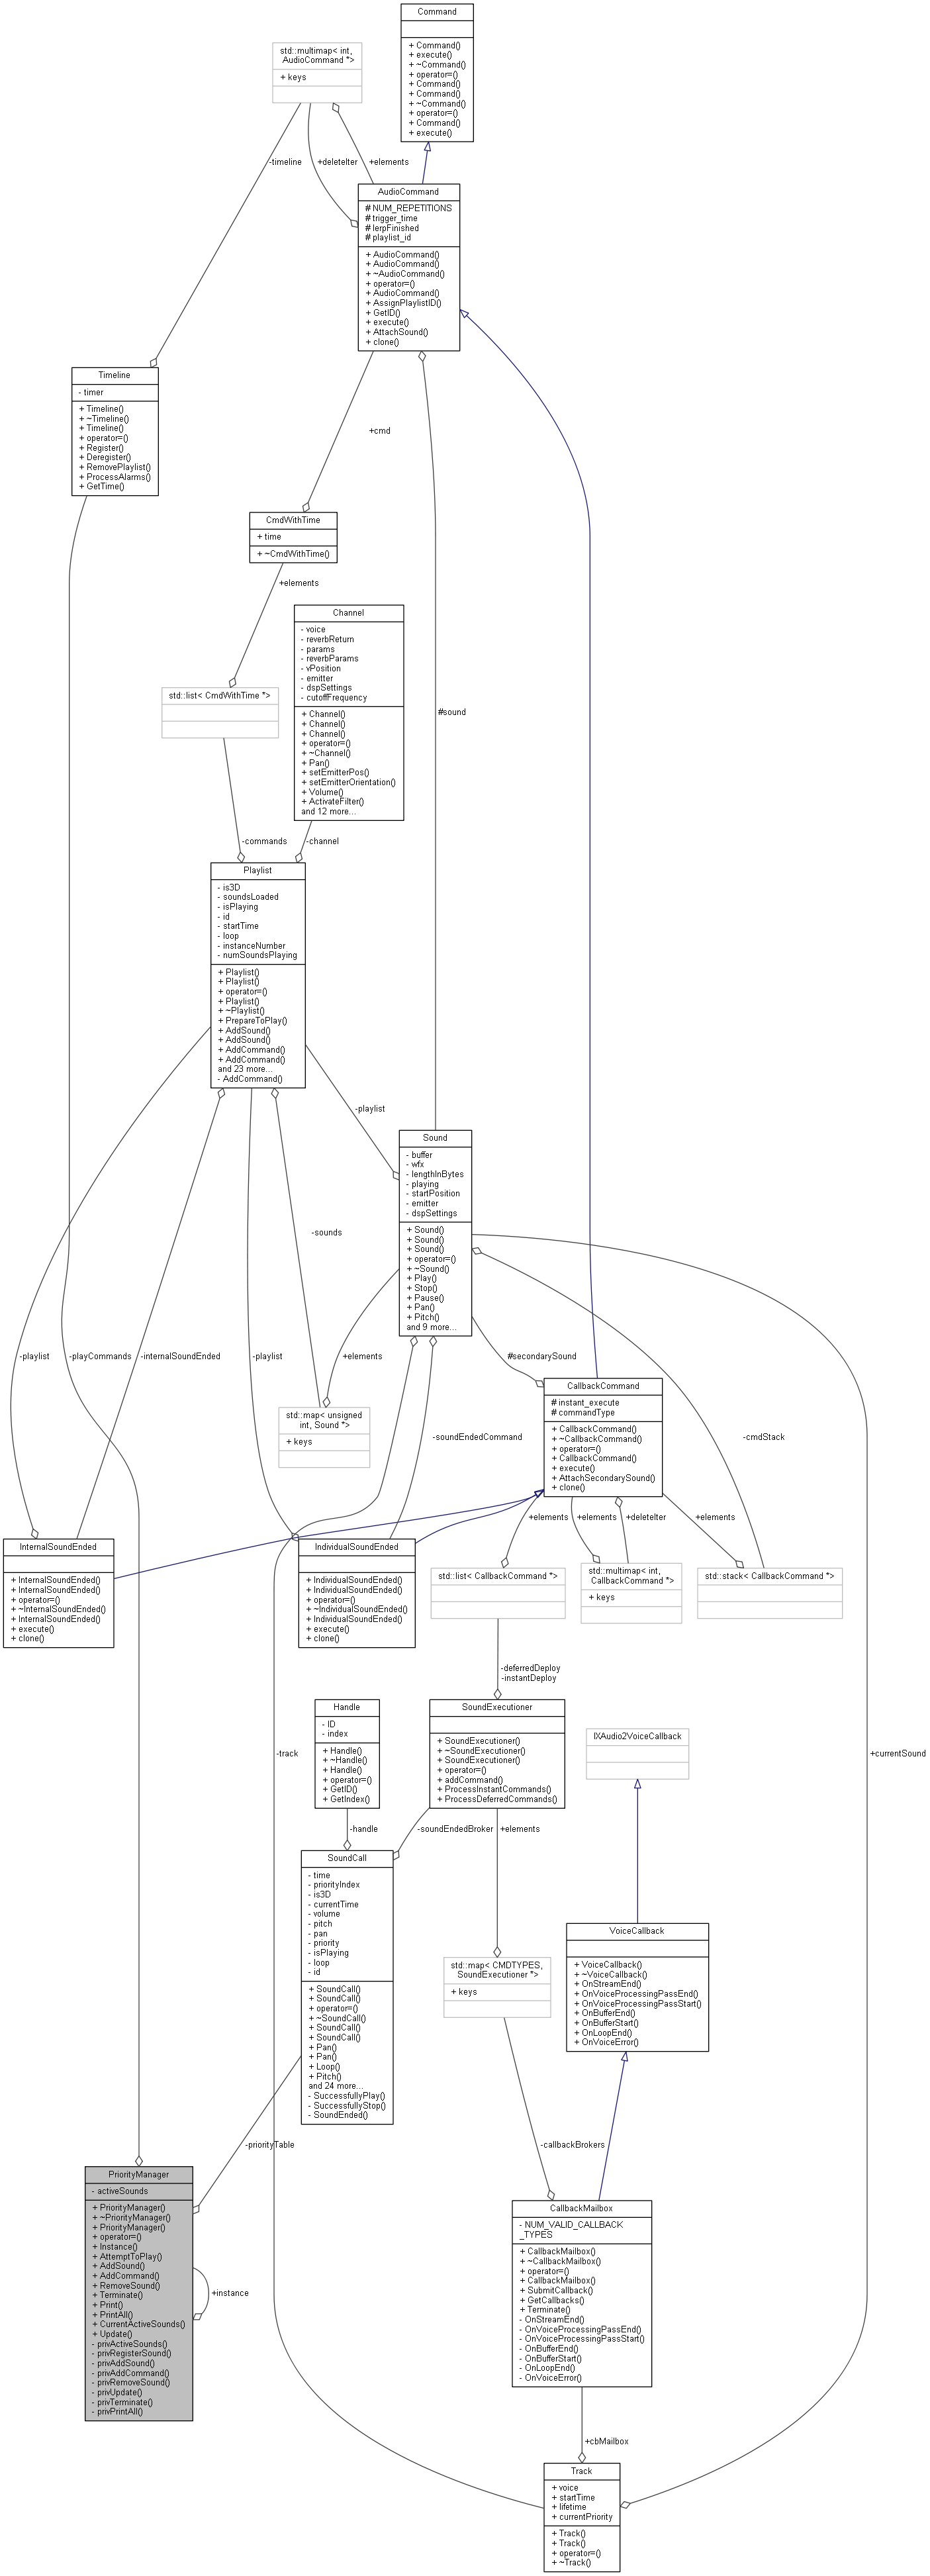 Command
+ Command()
+ execute()
+ ~Command()
+ operator=()
+ Command()
+ Command()
+ ~Command()
+ operator=()
+ Command()
+ execute()
std::multimap< int,
AudioCommand *>
+ keys
-timeline
+deleteIter
+elements
AudioCommand
# NUM_REPETITIONS
# trigger_time
# lerpFinished
# playlist_id
+ AudioCommand()
+ AudioCommand()
+ ~AudioCommand()
+ operator=()
+ AudioCommand()
+ AssignPlaylistID()
+ GetID()
+ execute()
+ AttachSound()
+ clone()
Timeline
- timer
+ Timeline()
+ ~Timeline()
+ Timeline()
+ operator=()
+ Register()
+ Deregister()
+ RemovePlaylist()
+ ProcessAlarms()
+ GetTime()
+cmd
CmdWithTime
+ time
+ ~CmdWithTime()
+elements
Channel
- voice
- reverbReturn
- params
- reverbParams
- vPosition
- emitter
- dspSettings
- cutoffFrequency
+ Channel()
+ Channel()
+ Channel()
+ operator=()
+ ~Channel()
+ Pan()
+ setEmitterPos()
+ setEmitterOrientation()
+ Volume()
+ ActivateFilter()
and 12 more...
std::list< CmdWithTime *>
#sound
-commands
-channel
Playlist
- is3D
- soundsLoaded
- isPlaying
- id
- startTime
- loop
- instanceNumber
- numSoundsPlaying
+ Playlist()
+ Playlist()
+ operator=()
+ Playlist()
+ ~Playlist()
+ PrepareToPlay()
+ AddSound()
+ AddSound()
+ AddCommand()
+ AddCommand()
and 23 more...
- AddCommand()
-playlist
Sound
- buffer
- wfx
- lengthInBytes
- playing
- startPosition
- emitter
- dspSettings
+ Sound()
+ Sound()
+ Sound()
+ operator=()
+ ~Sound()
+ Play()
+ Stop()
+ Pause()
+ Pan()
+ Pitch()
and 9 more...
-sounds
-playlist
-playCommands
-internalSoundEnded
-playlist
+elements
#secondarySound
CallbackCommand
# instant_execute
# commandType
+ CallbackCommand()
+ ~CallbackCommand()
+ operator=()
+ CallbackCommand()
+ execute()
+ AttachSecondarySound()
+ clone()
std::map< unsigned
int, Sound *>
+ keys
-soundEndedCommand
-cmdStack
+elements
+elements
+deleteIter
+elements
InternalSoundEnded
+ InternalSoundEnded()
+ InternalSoundEnded()
+ operator=()
+ ~InternalSoundEnded()
+ InternalSoundEnded()
+ execute()
+ clone()
IndividualSoundEnded
+ IndividualSoundEnded()
+ IndividualSoundEnded()
+ operator=()
+ ~IndividualSoundEnded()
+ IndividualSoundEnded()
+ execute()
+ clone()
std::list< CallbackCommand *>
std::multimap< int,
CallbackCommand *>
+ keys
std::stack< CallbackCommand *>
-deferredDeploy
-instantDeploy
Handle
- ID
- index
+ Handle()
+ ~Handle()
+ Handle()
+ operator=()
+ GetID()
+ GetIndex()
SoundExecutioner
+ SoundExecutioner()
+ ~SoundExecutioner()
+ SoundExecutioner()
+ operator=()
+ addCommand()
+ ProcessInstantCommands()
+ ProcessDeferredCommands()
IXAudio2VoiceCallback
-track
+currentSound
-handle
-soundEndedBroker
+elements
SoundCall
- time
- priorityIndex
- is3D
- currentTime
- volume
- pitch
- pan
- priority
- isPlaying
- loop
- id
+ SoundCall()
+ SoundCall()
+ operator=()
+ ~SoundCall()
+ SoundCall()
+ SoundCall()
+ Pan()
+ Pan()
+ Loop()
+ Pitch()
and 24 more...
- SuccessfullyPlay()
- SuccessfullyStop()
- SoundEnded()
std::map< CMDTYPES,
SoundExecutioner *>
+ keys
VoiceCallback
+ VoiceCallback()
+ ~VoiceCallback()
+ OnStreamEnd()
+ OnVoiceProcessingPassEnd()
+ OnVoiceProcessingPassStart()
+ OnBufferEnd()
+ OnBufferStart()
+ OnLoopEnd()
+ OnVoiceError()
-priorityTable
-callbackBrokers
PriorityManager
- activeSounds
+ PriorityManager()
+ ~PriorityManager()
+ PriorityManager()
+ operator=()
+ Instance()
+ AttemptToPlay()
+ AddSound()
+ AddCommand()
+ RemoveSound()
+ Terminate()
+ Print()
+ PrintAll()
+ CurrentActiveSounds()
+ Update()
- privActiveSounds()
- privRegisterSound()
- privAddSound()
- privAddCommand()
- privRemoveSound()
- privUpdate()
- privTerminate()
- privPrintAll()
+instance
CallbackMailbox
- NUM_VALID_CALLBACK
_TYPES
+ CallbackMailbox()
+ ~CallbackMailbox()
+ operator=()
+ CallbackMailbox()
+ SubmitCallback()
+ GetCallbacks()
+ Terminate()
- OnStreamEnd()
- OnVoiceProcessingPassEnd()
- OnVoiceProcessingPassStart()
- OnBufferEnd()
- OnBufferStart()
- OnLoopEnd()
- OnVoiceError()
+cbMailbox
Track
+ voice
+ startTime
+ lifetime
+ currentPriority
+ Track()
+ Track()
+ operator=()
+ ~Track()